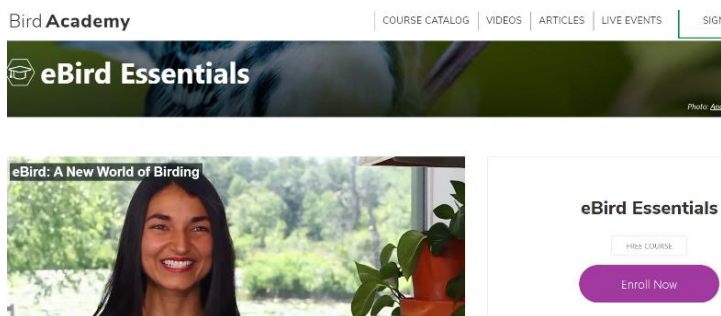 Bird Academy
COURSE CATALOG VIDEOS ARTICLES LIVE EVENTS
eBird Essentials
Photo:
eBird: A New World of Birding
eBird Essentials
FREE COURSE
Enroll Now